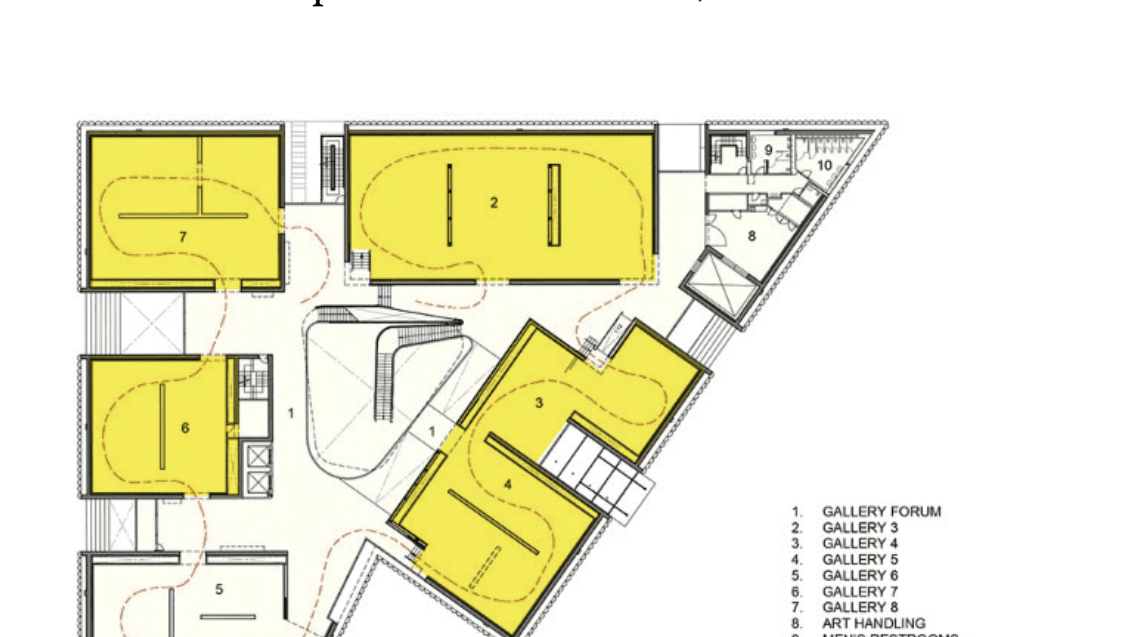 9
10
2
7
8
3
6
1
1
4
5
1. GALLERY FORUM
2. GALLERY 3
3. GALLERY 4
4. GALLERY 5
5. GALLERY 6
6. GALLERY 7
7. GALLERY 8
8. ART HANDLING